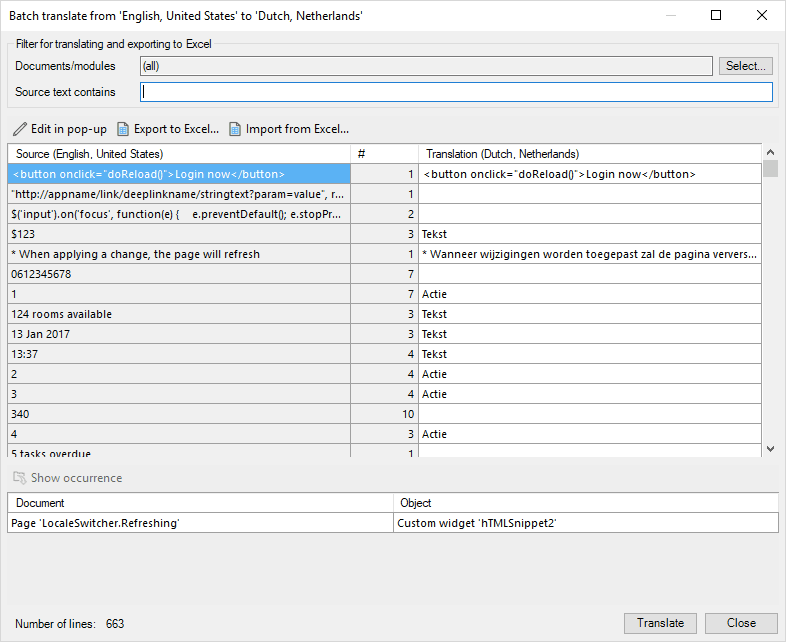 Batch translate from 'English, United States' to 'Dutch, Netherlands'
Filter for translating and exporting to Excel
Documents/modules (all) Select...
Source text contains
Edit in pop-up Export to Excel... Import from Excel...
Source (English, United States) # Translation (Dutch, Netherlands)
<button onclick="doReload()">Login now</button> 1 <button onclick="doReload()">Login now</button>
"http://appname/link/deeplinkname/stringtext?param=value", r... 1
$('input').on('focus', function(e) { e.preventDefault(); e.stopPr... 2
$123 3 Tekst
* When applying a change, the page will refresh 1 * Wanneer wijzigingen worden toegepast zal de pagina ververs...
0612345678 7
1 7 Actie
124 rooms available 3 Tekst
13 Jan 2017 3 Tekst
13:37 4 Tekst
2 4 Actie
3 4 Actie
340 10
4 3 Actie
5 tasks overdue 1
Show occurrence
Document Object
Page 'LocaleSwitcher.Refreshing' Custom widget 'hTMLSnippet2'
Number of lines: 663 Translate Close